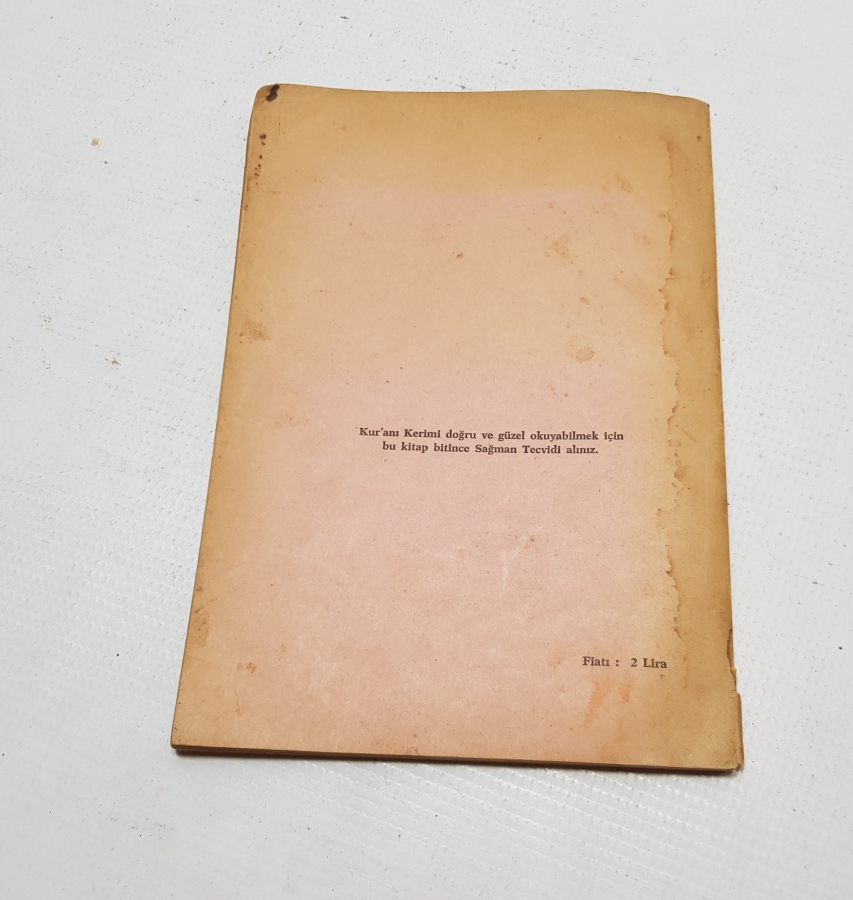 Kur'anı Kerimi doğru ve güzel okuyabilmek için
bu kitap bitince Sağman Tecvidi alınız.
Fiatı : 2 Lira